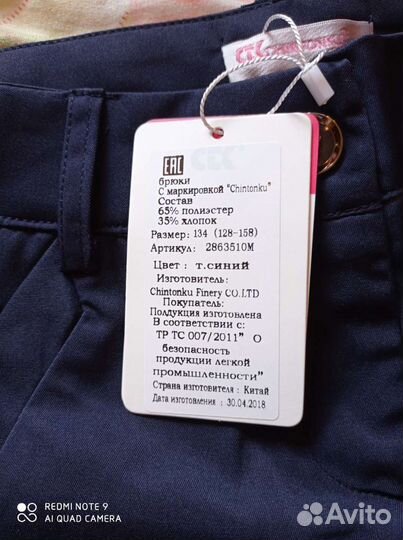 EAC
брюки
С маркировкой "Chintonku"
Состав
65% полиэстер
35% хлопок
Размер: 134 (128-158)
Артикул: 2863510M
Цвет : т.синий
Изготовитель:
Chintonku Finery CO.LTD
Покупатель:
Полдукция изготовлена
В соответствии с:
ТР ТС 007/2011" О
безопасность
продукции легкой
промышленности"
Страна изготовителя : Китай
Дата изготовления : 30.04.2018
REDMI NOTE 9
AI QUAD CAMERA
Avito